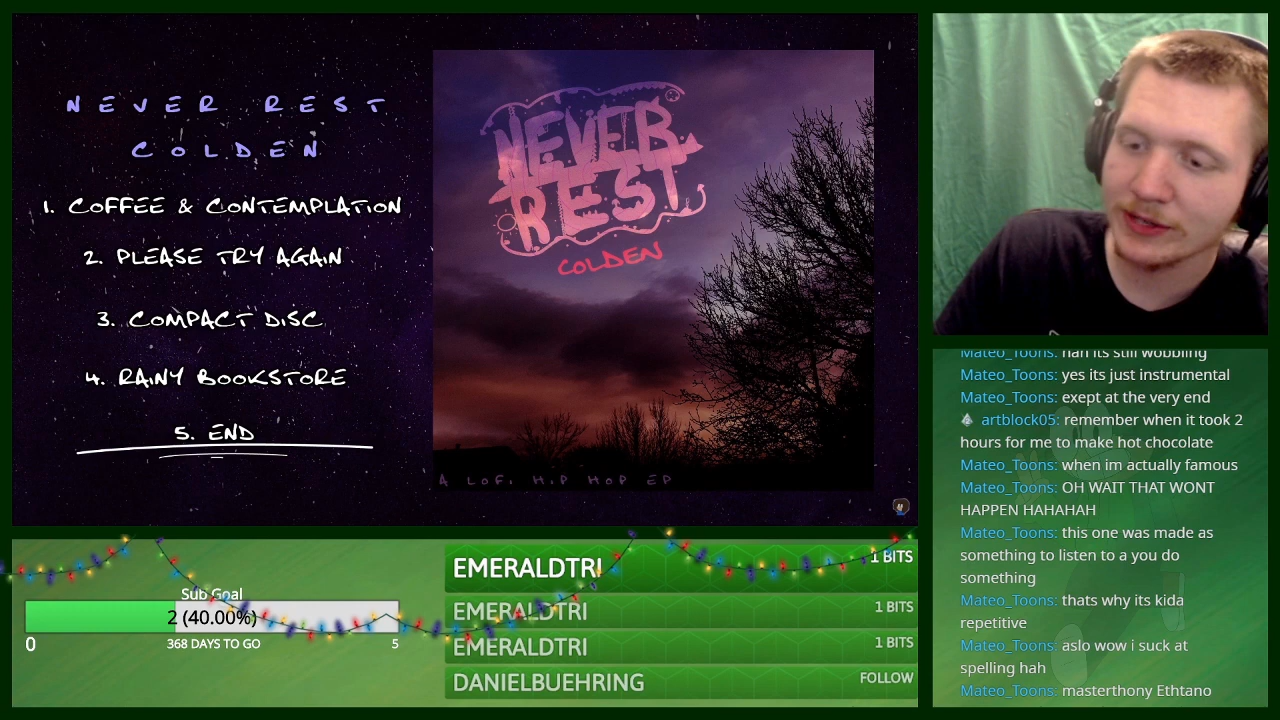 NEVER REST
COLDEN
1. COFFEE & CONTEMPLATION
2. PLEASE TRY AGAIN
3. COMPACT DISC
4. RAINY BOOKSTORE
5. END
NEVER
REST
COLDEN
A LOFI HIP HOP EP
Mateo_Toons: nah its still wobbling
Mateo_Toons: yes its just instrumental
Mateo_Toons: exept at the very end
artblock05: remember when it took 2
hours for me to make hot chocolate
Mateo_Toons: when im actually famous
Mateo_Toons: OH WAIT THAT WONT
HAPPEN HAHAHAH
Mateo_Toons: this one was made as
something to listen to a you do
something
Mateo_Toons: thats why its kida
repetitive
Mateo_Toons: aslo wow i suck at
spelling hah
Mateo_Toons: masterthony Ethtano
Sub Goal
2 (40.00%)
0 368 DAYS TO GO 5
EMERALDTRI 1 BITS
EMERALDTRI 1 BITS
EMERALDTRI 1 BITS
DANIELBUEHRING FOLLOW